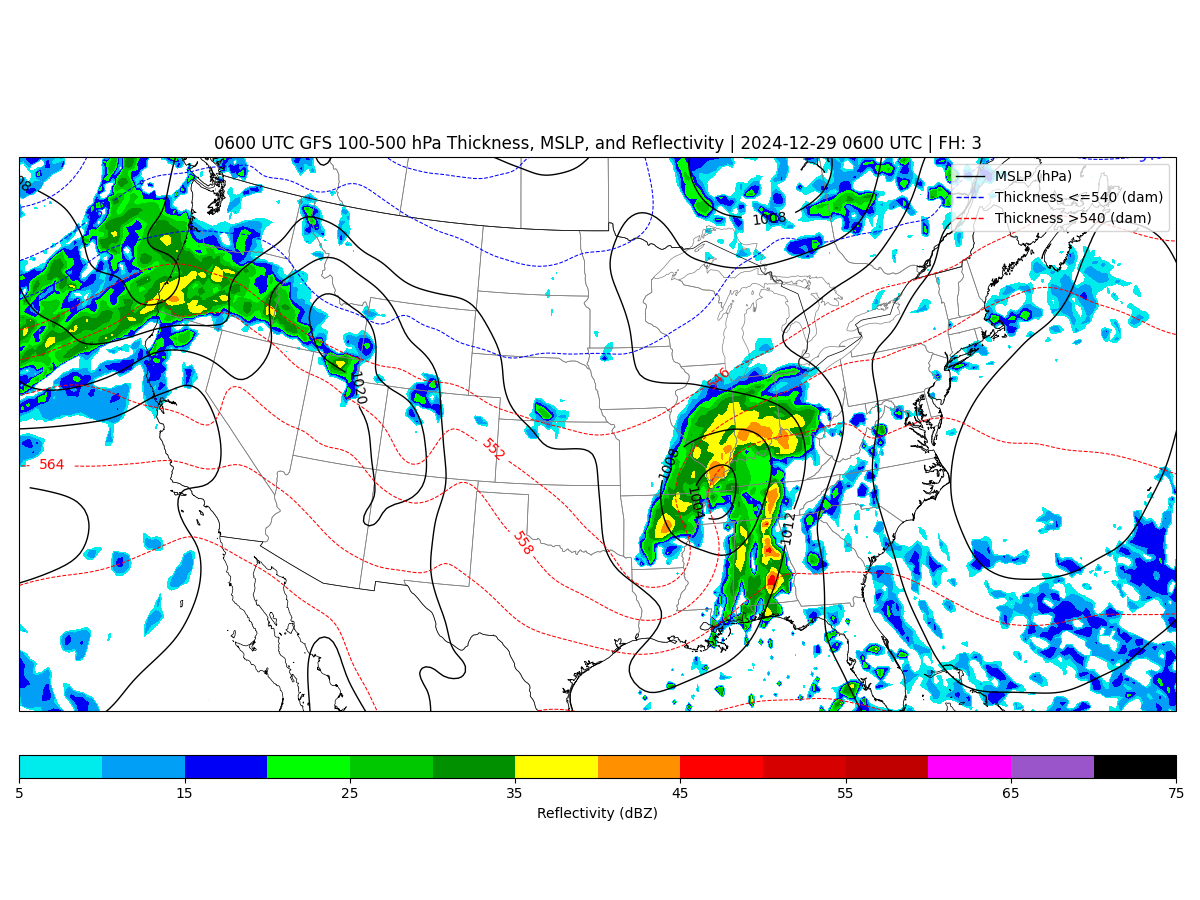 0600 UTC GFS 100-500 hPa Thickness, MSLP, and Reflectivity | 2024-12-29 0600 UTC | FH: 3
MSLP (hPa)
Thickness <=540 (dam)
Thickness >540 (dam)
1008
1020
546
552
1008
564
1004
1012
558
5 15 25 35 45 55 65 75
Reflectivity (dBZ)